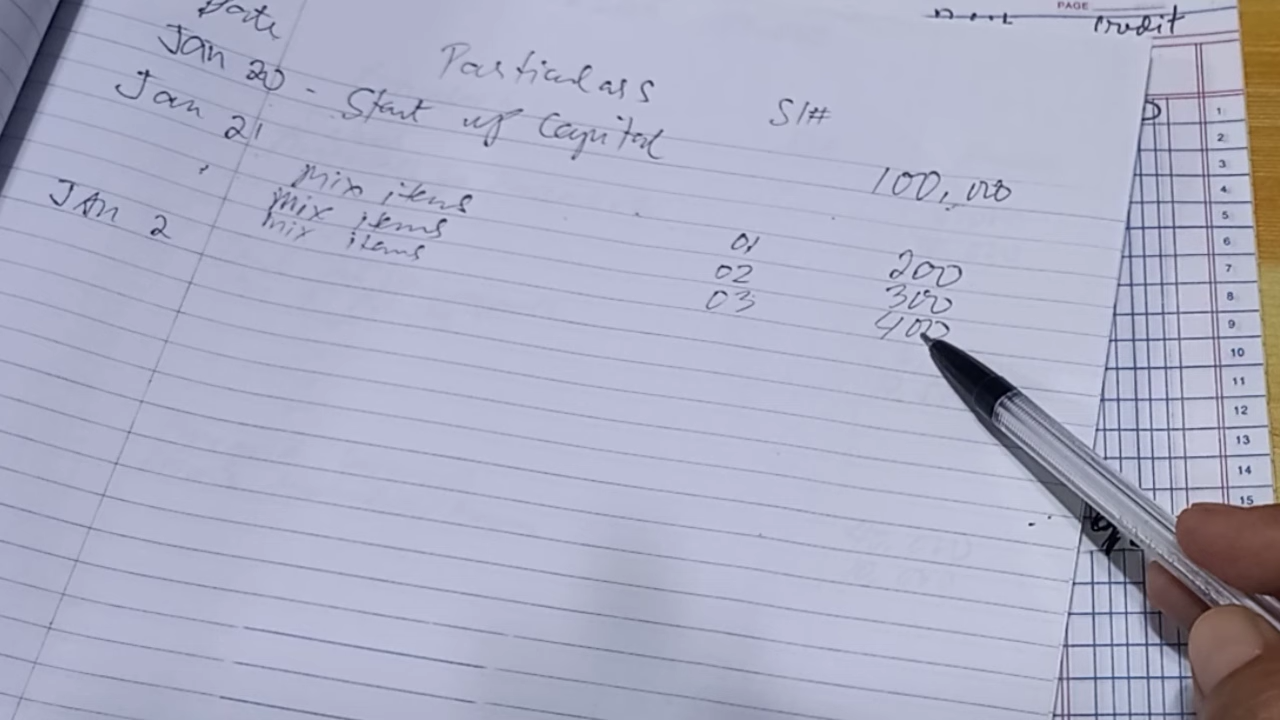 PAGE
credit
Date Particulars S/#
Jan 20 - Start up Capital 100,000
Jan 21 mix items 01 200
" mix items 02 300
JAN 2 mix items 03 400
1
2
3
4
5
6
7
8
9
10
11
12
13
14
15